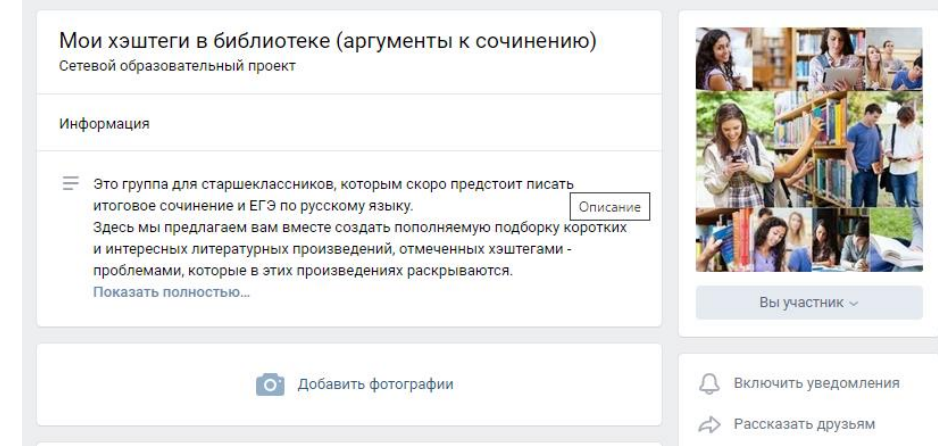 Мои хэштеги в библиотеке (аргументы к сочинению)
Сетевой образовательный проект
Информация
Это группа для старшеклассников, которым скоро предстоит писать
итоговое сочинение и ЕГЭ по русскому языку.
Описание
Здесь мы предлагаем вам вместе создать пополняемую подборку коротких
и интересных литературных произведений, отмеченных хэштегами -
проблемами, которые в этих произведениях раскрываются.
Показать полностью...
Добавить фотографии
Вы участник
Включить уведомления
Рассказать друзьям